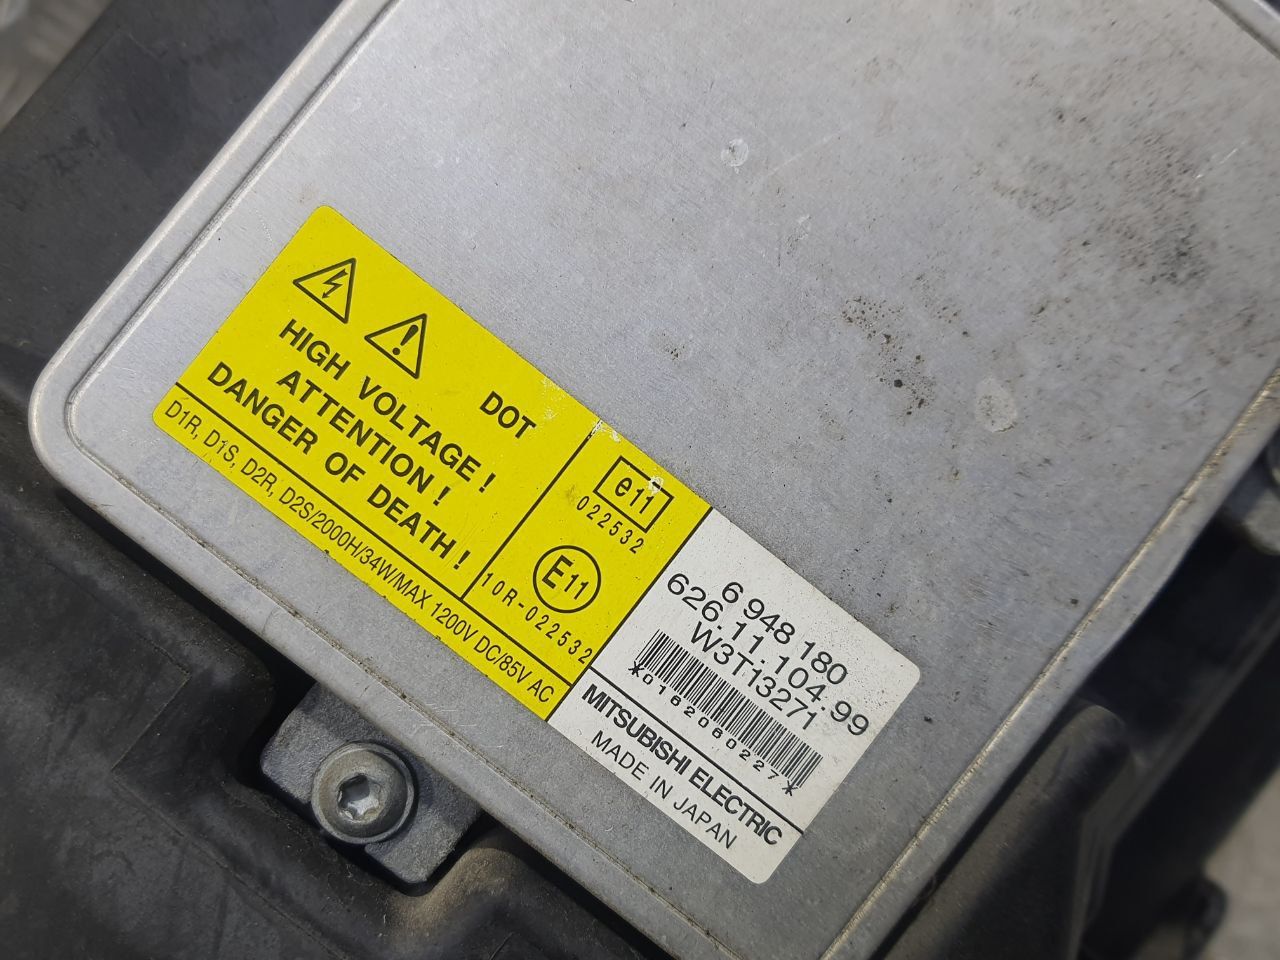 DOT
HIGH VOLTAGE !
ATTENTION !
DANGER OF DEATH !
D1R, D1S, D2R, D2S/2000H/34W/MAX 1200V DC/85V AC
e11
022532
E11
10R-022532
6 948 180
626.11.104.99
W3T13271
*0162060227*
MITSUBISHI ELECTRIC
MADE IN JAPAN